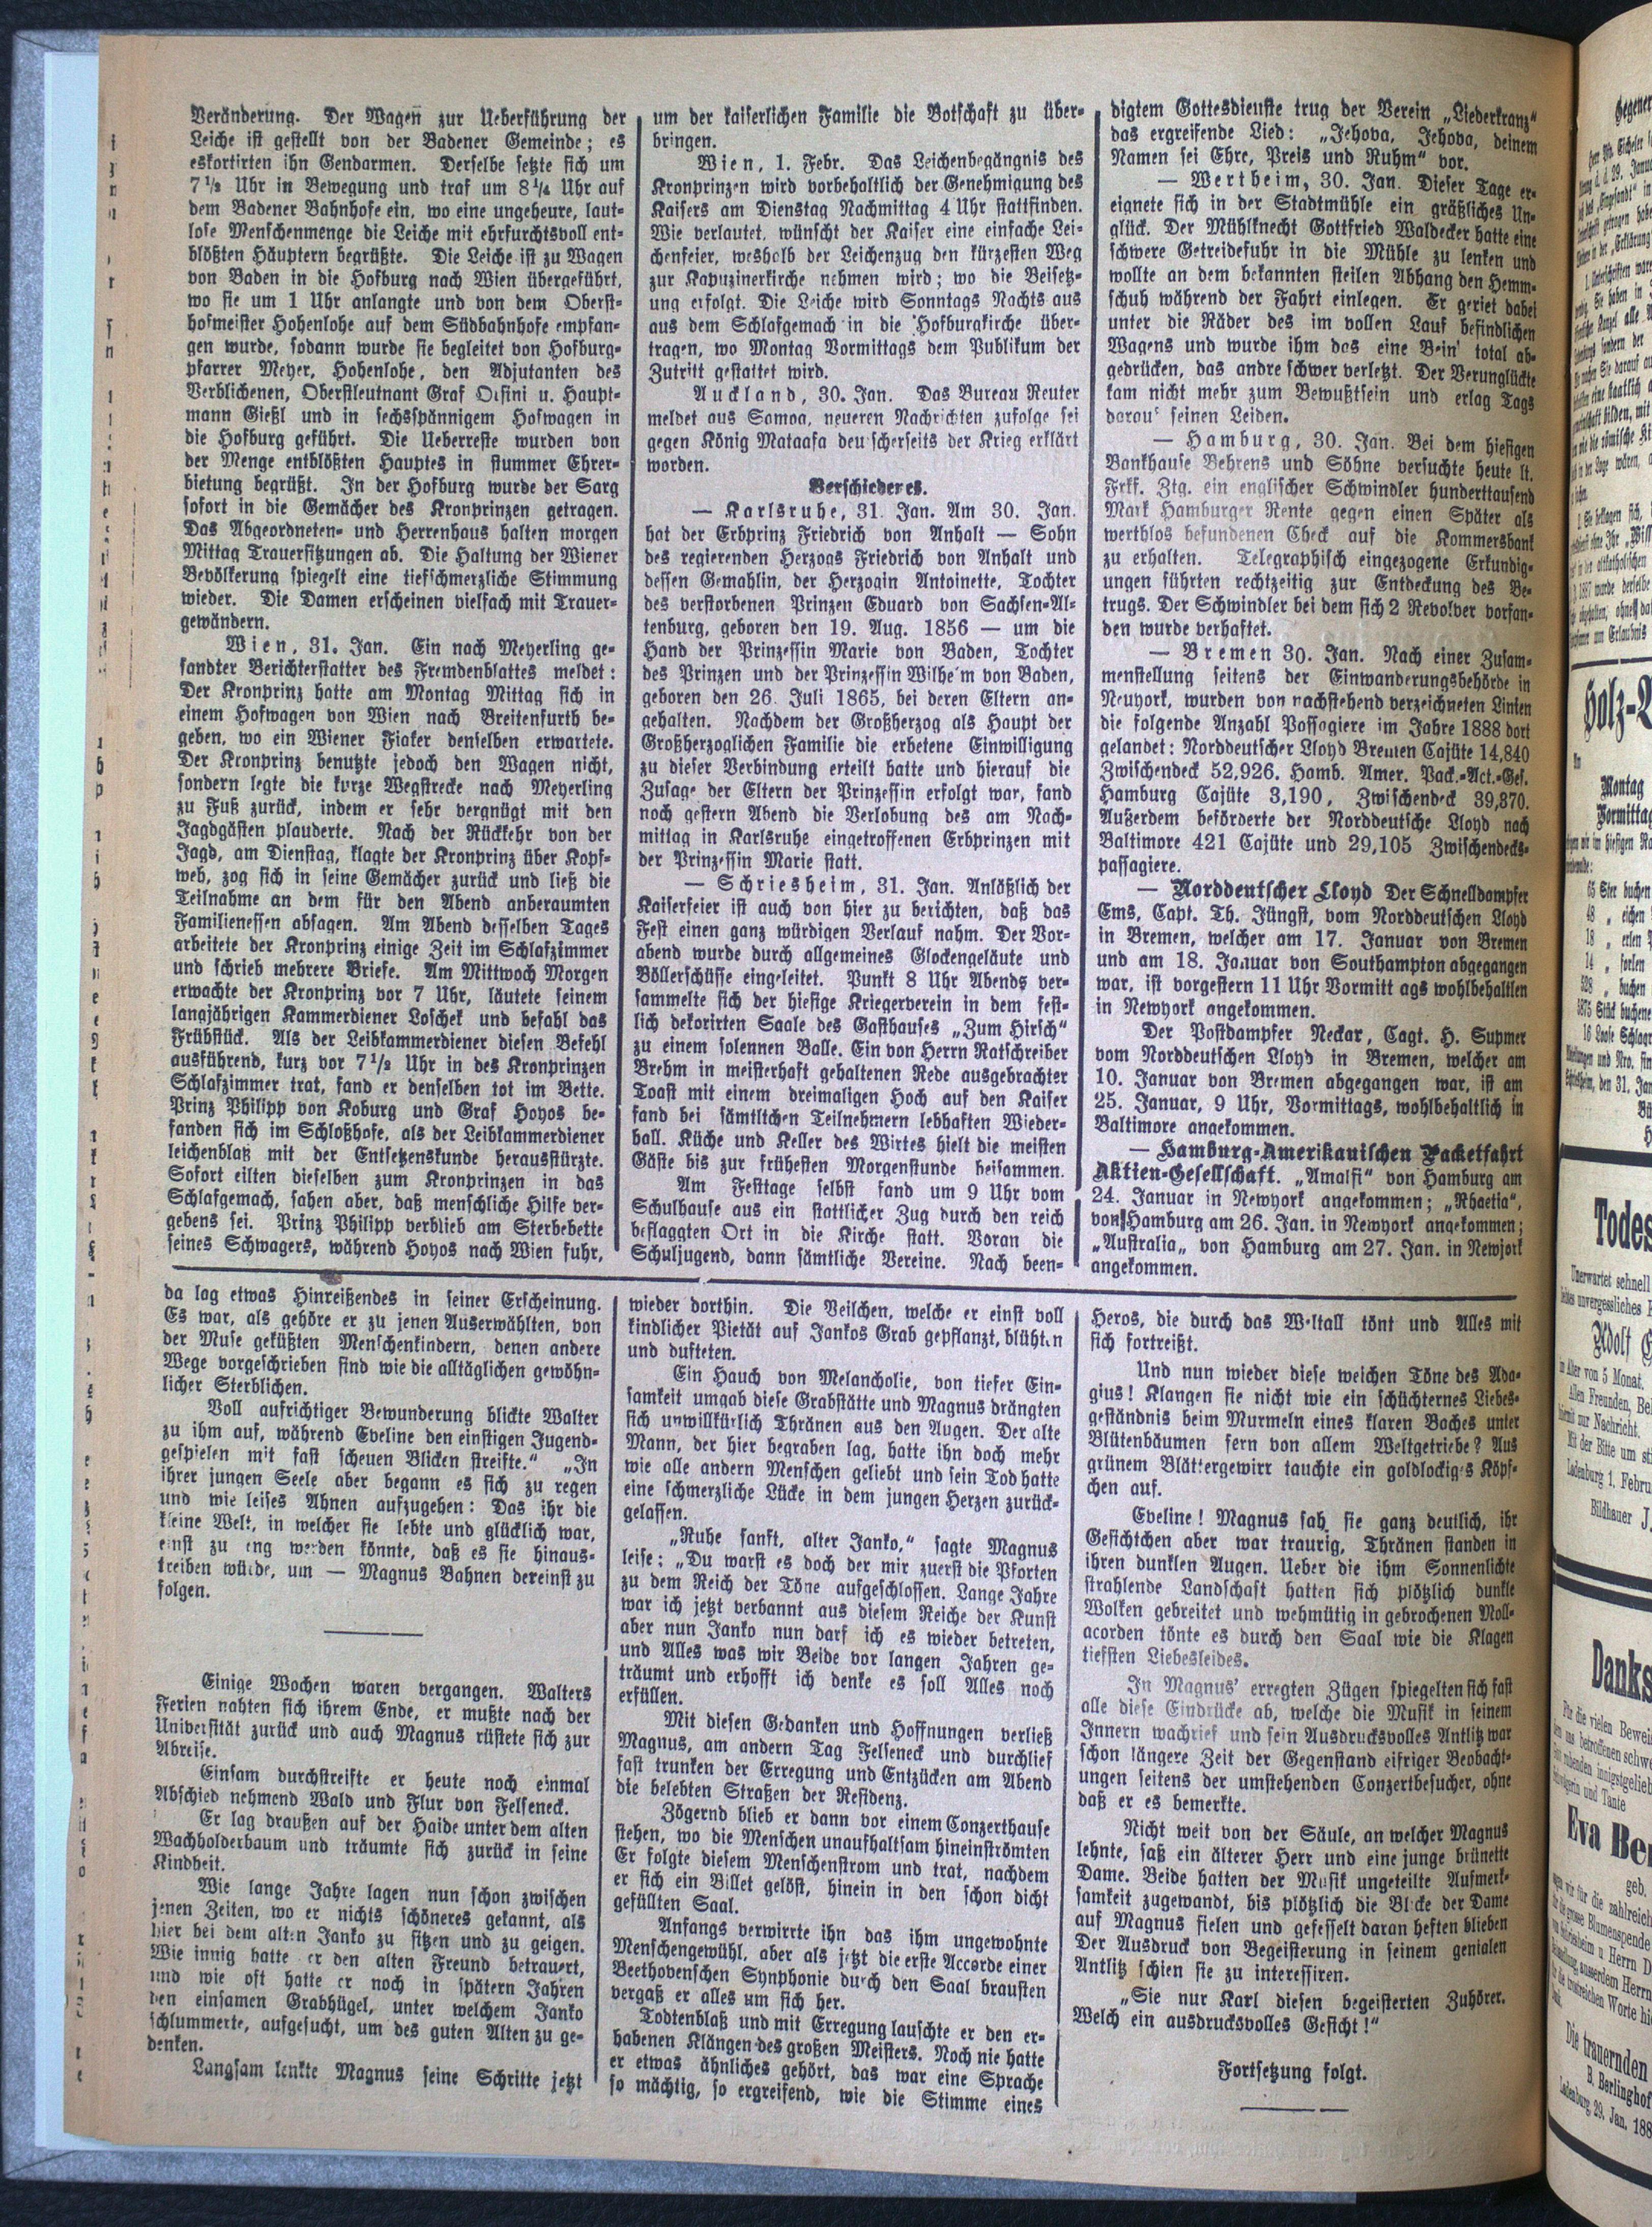 Veränderung. Der Wagen zur Ueberführung der
Leiche ist gestellt von der Badener Gemeinde; es
eskortirten ihn Gendarmen. Derselbe setzte sich um
7 1/2 Uhr in Bewegung und traf um 8 1/4 Uhr auf
dem Badener Bahnhofe ein, wo eine ungeheure, laut-
lose Menschenmenge die Leiche mit ehrfurchtsvoll ent-
blößten Häuptern begrüßte. Die Leiche ist zu Wagen
von Baden in die Hofburg nach Wien übergeführt,
wo sie um 1 Uhr anlangte und von dem Oberst-
hofmeister Hohenlohe auf dem Südbahnhofe empfan-
gen wurde, sodann wurde sie begleitet von Hofburg-
pfarrer Meyer, Hohenlohe, den Adjutanten des
Verblichenen, Oberstleutnant Graf Orsini u. Haupt-
mann Gießl und in sechsspännigem Hofwagen in
die Hofburg geführt. Die Ueberreste wurden von
der Menge entblößten Hauptes in stummer Ehrer-
bietung begrüßt. In der Hofburg wurde der Sarg
sofort in die Gemächer des Kronprinzen getragen.
Das Abgeordneten- und Herrenhaus halten morgen
Mittag Trauersitzungen ab. Die Haltung der Wiener
Bevölkerung spiegelt eine tiefschmerzliche Stimmung
wieder. Die Damen erscheinen vielfach mit Trauer-
gewändern.
Wien, 31. Jan. Ein nach Meyerling ge-
sandter Berichterstatter des Fremdenblattes meldet:
Der Kronprinz hatte am Montag Mittag sich in
einem Hofwagen von Wien nach Breitenfurth be-
geben, wo ein Wiener Fiaker denselben erwartete.
Der Kronprinz benutzte jedoch den Wagen nicht,
sondern legte die kurze Wegstrecke nach Meyerling
zu Fuß zurück, indem er sehr vergnügt mit den
Jagdgästen plauderte. Nach der Rückkehr von der
Jagd, am Dienstag, klagte der Kronprinz über Kopf-
weh, zog sich in seine Gemächer zurück und ließ die
Teilnahme an dem für den Abend anberaumten
Familienessen absagen. Am Abend desselben Tages
arbeitete der Kronprinz einige Zeit im Schlafzimmer
und schrieb mehrere Briefe. Am Mittwoch Morgen
erwachte der Kronprinz vor 7 Uhr, läutete seinem
langjährigen Kammerdiener Loschek und befahl das
Frühstück. Als der Leibkammerdiener diesen Befehl
ausführend, kurz vor 7 1/2 Uhr in des Kronprinzen
Schlafzimmer trat, fand er denselben tot im Bette.
Prinz Philipp von Koburg und Graf Hoyos be-
fanden sich im Schloßhofe, als der Leibkammerdiener
leichenblaß mit der Entsetzenskunde herausstürzte.
Sofort eilten dieselben zum Kronprinzen in das
Schlafgemach, sahen aber, daß menschliche Hilfe ver-
gebens sei. Prinz Philipp verblieb am Sterbebette
seines Schwagers, während Hoyos nach Wien fuhr,
um der kaiserlichen Familie die Botschaft zu über-
bringen.
Wien, 1. Febr. Das Leichenbegängnis des
Kronprinzen wird vorbehaltlich der Genehmigung des
Kaisers am Dienstag Nachmittag 4 Uhr stattfinden.
Wie verlautet, wünscht der Kaiser eine einfache Lei-
chenfeier, weshalb der Leichenzug den kürzesten Weg
zur Kapuzinerkirche nehmen wird; wo die Beisetz-
ung erfolgt. Die Leiche wird Sonntags Nachts aus
aus dem Schlafgemach in die Hofburgkirche über-
tragen, wo Montag Vormittags dem Publikum der
Zutritt gestattet wird.
Auckland, 30. Jan. Das Bureau Reuter
meldet aus Samoa, neueren Nachrichten zufolge sei
gegen König Mataafa deutscherseits der Krieg erklärt
worden.
Verschiedenes.
— Karlsruhe, 31. Jan. Am 30. Jan.
hat der Erbprinz Friedrich von Anhalt — Sohn
des regierenden Herzogs Friedrich von Anhalt und
dessen Gemahlin, der Herzogin Antoinette, Tochter
des verstorbenen Prinzen Eduard von Sachsen-Al-
tenburg, geboren den 19. Aug. 1856 — um die
Hand der Prinzessin Marie von Baden, Tochter
des Prinzen und der Prinzessin Wilhelm von Baden,
geboren den 26. Juli 1865, bei deren Eltern an-
gehalten. Nachdem der Großherzog als Haupt der
Großherzoglichen Familie die erbetene Einwilligung
zu dieser Verbindung erteilt hatte und hierauf die
Zusage der Eltern der Prinzessin erfolgt war, fand
noch gestern Abend die Verlobung des am Nach-
mittag in Karlsruhe eingetroffenen Erbprinzen mit
der Prinzessin Marie statt.
— Schriesheim, 31. Jan. Anläßlich der
Kaiserfeier ist auch von hier zu berichten, daß das
Fest einen ganz würdigen Verlauf nahm. Der Vor-
abend wurde durch allgemeines Glockengeläute und
Böllerschüsse eingeleitet. Punkt 8 Uhr Abends ver-
sammelte sich der hiesige Kriegerverein in dem fest-
lich dekorirten Saale des Gasthauses „Zum Hirsch“
zu einem solennen Balle. Ein von Herrn Ratschreiber
Brehm in meisterhaft gehaltenen Rede ausgebrachter
Toast mit einem dreimaligen Hoch auf den Kaiser
fand bei sämtltchen Teilnehmern lebhaften Wieder-
hall. Küche und Keller des Wirtes hielt die meisten
Gäste bis zur frühesten Morgenstunde beisammen.
Am Festtage selbst fand um 9 Uhr vom
Schulhause aus ein stattlicher Zug durch den reich
beflaggten Ort in die Kirche statt. Voran die
Schuljugend, dann sämtliche Vereine. Nach been-
digtem Gottesdienste trug der Verein „Liederkranz“
das ergreifende Lied: „Jehova, Jehova, deinem
Namen sei Ehre, Preis und Ruhm“ vor.
— Wertheim, 30. Jan. Dieser Tage er-
eignete sich in der Stadtmühle ein gräßliches Un-
glück. Der Mühlknecht Gottfried Waldecker hatte eine
schwere Getreidefuhr in die Mühle zu lenken und
wollte an dem bekannten steilen Abhang den Hemm-
schuh während der Fahrt einlegen. Er geriet dabei
unter die Räder des im vollen Lauf befindlichen
Wagens und wurde ihm das eine Bein total ab-
gedrücken, das andre schwer verletzt. Der Verunglückte
kam nicht mehr zum Bewußtsein und erlag Tags
darauf seinen Leiden.
— Hamburg, 30. Jan. Bei dem hiesigen
Bankhause Behrens und Söhne versuchte heute lt.
Frkf. Ztg. ein englischer Schwindler hunderttausend
Mark Hamburger Rente gegen einen Später als
werthlos befundenen Check auf die Kommersbank
zu erhalten. Telegraphisch eingezogene Erkundig-
ungen führten rechtzeitig zur Entdeckung des Be-
trugs. Der Schwindler bei dem sich 2 Revolver vorfan-
den wurde verhaftet.
— Bremen 30. Jan. Nach einer Zusam-
menstellung seitens der Einwanderungsbehörde in
Neuyork, wurden von nachstehend verzeichneten Linien
die folgende Anzahl Passagiere im Jahre 1888 dort
gelandet: Norddeutscher Lloyd Bremen Cajüte 14,840
Zwischendeck 52,926. Hamb. Amer. Pack.-Act.-Ges.
Hamburg Cajüte 3,190, Zwischendeck 39,870.
Außerdem beförderte der Norddeutsche Lloyd nach
Baltimore 421 Cajüte und 29,105 Zwischendecks-
passagiere.
— Norddeutscher Lloyd Der Schnelldampfer
Ems, Capt. Th. Jüngst, vom Norddeutschen Lloyd
in Bremen, welcher am 17. Januar von Bremen
und am 18. Januar von Southampton abgegangen
war, ist vorgestern 11 Uhr Vormitt ags wohlbehaltlen
in Newyork angekommen.
Der Postdampfer Neckar, Cagt. H. Supmer
vom Norddeutschen Lloyd in Bremen, welcher am
10. Januar von Bremen abgegangen war, ist am
25. Januar, 9 Uhr, Vormittags, wohlbehaltlich in
Baltimore angekommen.
— Hamburg-Amerikanischen Packetfahrt
Aktien-Gesellschaft. „Amalfi“ von Hamburg am
24. Januar in Newyork angekommen; „Rhaetia“,
von Hamburg am 26. Jan. in Newyork angekommen;
„Australia„ von Hamburg am 27. Jan. in Newjork
angekommen.
da lag etwas Hinreißendes in seiner Erscheinung.
Es war, als gehöre er zu jenen Auserwählten, von
der Muse geküßten Menschenkindern, denen andere
Wege vorgeschrieben sind wie die alltäglichen gewöhn-
licher Sterblichen.
Voll aufrichtiger Bewunderung blickte Walter
zu ihm auf, während Eveline den einstigen Jugend-
gespielen mit fast scheuen Blicken streifte.“ „In
ihrer jungen Seele aber begann es sich zu regen
und wie leises Ahnen aufzugehen: Das ihr die
kleine Welt, in welcher sie lebte und glücklich war,
einst zu eng werden könnte, daß es sie hinaus-
treiben würde, um — Magnus Bahnen dereinst zu
folgen.
Einige Wochen waren vergangen. Walters
Ferien nahten sich ihrem Ende, er mußte nach der
Universität zurück und auch Magnus rüstete sich zur
Abreise.
Einsam durchstreifte er heute noch einmal
Abschied nehmend Wald und Flur von Felseneck.
Er lag draußen auf der Haide unter dem alten
Wachholderbaum und träumte sich zurück in seine
Kindheit.
Wie lange Jahre lagen nun schon zwischen
jenen Zeiten, wo er nichts schöneres gekannt, als
hier bei dem alten Janko zu sitzen und zu geigen.
Wie innig hatte er den alten Freund betrauert,
und wie oft hatte er noch in spätern Jahren
den einsamen Grabhügel, unter welchem Janko
schlummerte, aufgesucht, um des guten Alten zu ge-
denken.
Langsam lenkte Magnus seine Schritte jetzt
wieder dorthin. Die Veilchen, welche er einst voll
kindlicher Pietät auf Jankos Grab gepflanzt, blühten
und dufteten.
Ein Hauch von Melancholie, von tiefer Ein-
samkeit umgab diese Grabstätte und Magnus drängten
sich unwillkürlich Thränen aus den Augen. Der alte
Mann, der hier begraben lag, hatte ihn doch mehr
wie alle andern Menschen geliebt und sein Tod hatte
eine schmerzliche Lücke in dem jungen Herzen zurück-
gelassen.
„Ruhe sanft, alter Janko,“ sagte Magnus
leise; „Du warst es doch der mir zuerst die Pforten
zu dem Reich der Töne aufgeschlossen. Lange Jahre
war ich jetzt verbannt aus diesem Reiche der Kunst
aber nun Janko nun darf ich es wieder betreten,
und Alles was wir Beide vor langen Jahren ge-
träumt und erhofft ich denke es soll Alles noch
erfüllen.
Mit diesen Gedanken und Hoffnungen verließ
Magnus, am andern Tag Felseneck und durchlief
fast trunken der Erregung und Entzücken am Abend
die belebten Straßen der Residenz.
Zögernd blieb er dann vor einem Conzerthause
stehen, wo die Menschen unaufhaltsam hineinströmten
Er folgte diesem Menschenstrom und trat, nachdem
er sich ein Billet gelöst, hinein in den schon dicht
gefüllten Saal.
Anfangs verwirrte ihn das ihm ungewohnte
Menschengewühl, aber als jetzt die erste Accorde einer
Beethovenschen Synphonie durch den Saal brausten
vergaß er alles um sich her.
Todtenblaß und mit Erregung lauschte er den er-
habenen Klängen des großen Meisters. Noch nie hatte
er etwas ähnliches gehört, das war eine Sprache
so mächtig, so ergreifend, wie die Stimme eines
Heros, die durch das Weltall tönt und Alles mit
sich fortreißt.
Und nun wieder diese weichen Töne des Ada-
gius! Klangen sie nicht wie ein schüchternes Liebes-
geständnis beim Murmeln eines klaren Baches unter
Blütenbäumen fern von allem Weltgetriebe? Aus
grünem Blättergewirr tauchte ein goldlockiges Köpf-
chen auf.
Eveline! Magnus sah sie ganz deutlich, ihr
Gesichtchen aber war traurig, Thränen standen in
ihren dunklen Augen. Ueber die ihm Sonnenlichte
strahlende Landschaft hatten sich plötzlich dunkle
Wolken gebreitet und wehmütig in gebrochenen Moll-
acorden tönte es durch den Saal wie die Klagen
tiefsten Liebesleides.
In Magnus’ erregten Zügen spiegelten sich fast
alle diese Eindrücke ab, welche die Musik in seinem
Innern wachrief und sein Ausdrucksvolles Antlitz war
schon längere Zeit der Gegenstand eifriger Beobacht-
ungen seitens der umstehenden Conzertbesucher, ohne
daß er es bemerkte.
Nicht weit von der Säule, an welcher Magnus
lehnte, saß ein älterer Herr und eine junge brünette
Dame. Beide hatten der Musik ungeteilte Aufmerk-
samkeit zugewandt, bis plötzlich die Blicke der Dame
auf Magnus fielen und gefesselt daran heften blieben
Der Ausdruck von Begeisterung in seinem genialen
Antlitz schien sie zu interessiren.
„Sie nur Karl diesen begeisterten Zuhörer.
Welch ein ausdrucksvolles Gesicht!“
Fortsetzung folgt.
Holz-
Montag
Vormittag
Todes
Unerwartet schnell
unvergessliches
Adolf
in Alter von 5 Monat.
Allen Freunden,
hiermit zur Nachricht.
Mit der Bitte um
Ladenburg 1. Febru
Bildhauer J.
Danks
Für die vielen
Eva Be
geb.
Die trauernden
B. Berlinghof
Ladenburg 29. Jan. 188